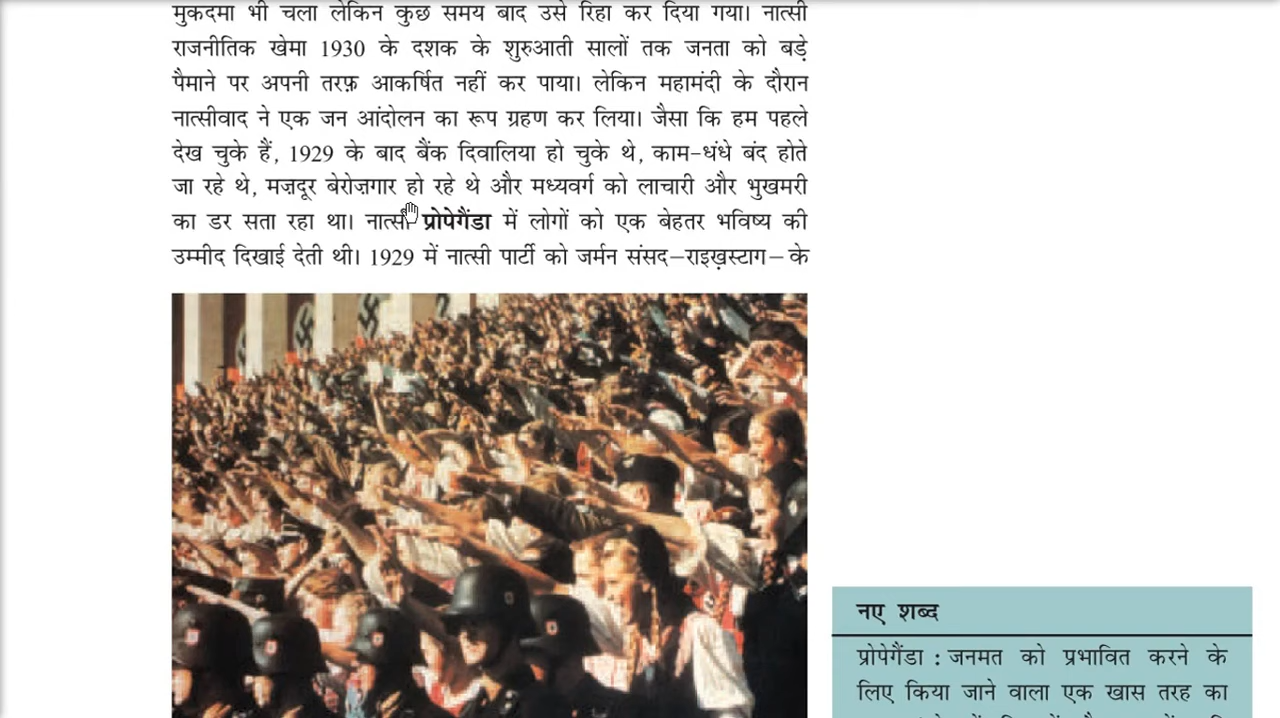 मुकदमा भी चला लेकिन कुछ समय बाद उसे रिहा कर दिया गया। नात्सी
राजनीतिक खेमा 1930 के दशक के शुरुआती सालों तक जनता को बड़े
पैमाने पर अपनी तरफ़ आकर्षित नहीं कर पाया। लेकिन महामंदी के दौरान
नात्सीवाद ने एक जन आंदोलन का रूप ग्रहण कर लिया। जैसा कि हम पहले
देख चुके हैं, 1929 के बाद बैंक दिवालिया हो चुके थे, काम-धंधे बंद होते
जा रहे थे, मज़दूर बेरोज़गार हो रहे थे और मध्यवर्ग को लाचारी और भुखमरी
का डर सता रहा था। नात्सी प्रोपेगैंडा में लोगों को एक बेहतर भविष्य की
उम्मीद दिखाई देती थी। 1929 में नात्सी पार्टी को जर्मन संसद–राइख़स्टाग–के
नए शब्द
प्रोपेगैंडा : जनमत को प्रभावित करने के
लिए किया जाने वाला एक खास तरह का